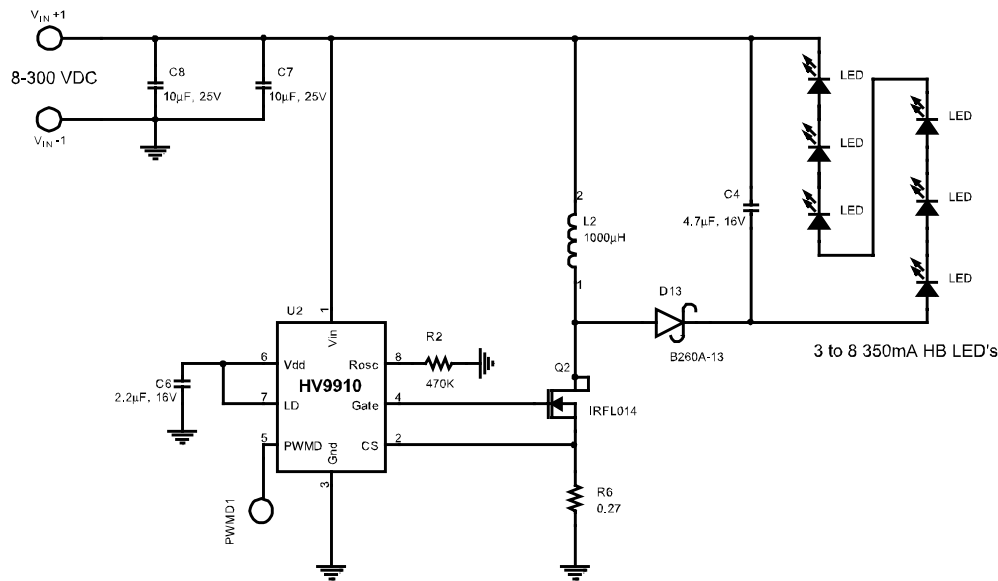 VIN +1
8-300 VDC
VIN -1
C8
10µF, 25V
C7
10µF, 25V
LED
LED
LED
LED
LED
LED
C4
4.7µF, 16V
2
L2
1000µH
1
D13
B260A-13
3 to 8 350mA HB LED's
U2
1
Vin
R2
470K
6
Vdd
Rosc
8
HV9910
C6
2.2µF, 16V
7
LD
Gate
4
Q2
IRFL014
5
PWMD
Gnd
CS
2
3
PWMD1
R6
0.27